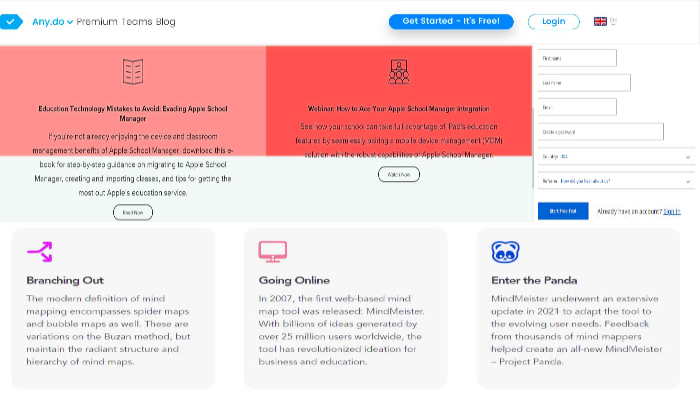 Any.do Premium Teams Blog Get Started - It's Free! Login EN
Education Technology Mistakes to Avoid: Evading Apple School
Manager
If you're not already enjoying the device and classroom
management benefits of Apple School Manager, download this e-
book for step-by-step guidance on migrating to Apple School
Manager, creating and importing classes, and tips for getting the
most out Apple's education service.
Read Now
Webinar: How to Ace Your Apple School Manager Integration
See how your school can take full advantage of iPad's education
features by seamlessly pairing a mobile device management (MDM)
solution with the robust capabilities of Apple School Manager.
Watch Now
First name
Last name
Email
Create a password
Country USA
Referrer How did you hear about us?
Start Free Trial Already have an account? Sign in
Branching Out
The modern definition of mind
mapping encompasses spider maps
and bubble maps as well. These are
variations on the Buzan method, but
maintain the radiant structure and
hierarchy of mind maps.
Going Online
In 2007, the first web-based mind
map tool was released: MindMeister.
With billions of ideas generated by
over 25 million users worldwide, the
tool has revolutionized ideation for
business and education.
Enter the Panda
MindMeister underwent an extensive
update in 2021 to adapt the tool to
the evolving user needs. Feedback
from thousands of mind mappers
helped create an all-new MindMeister
– Project Panda.